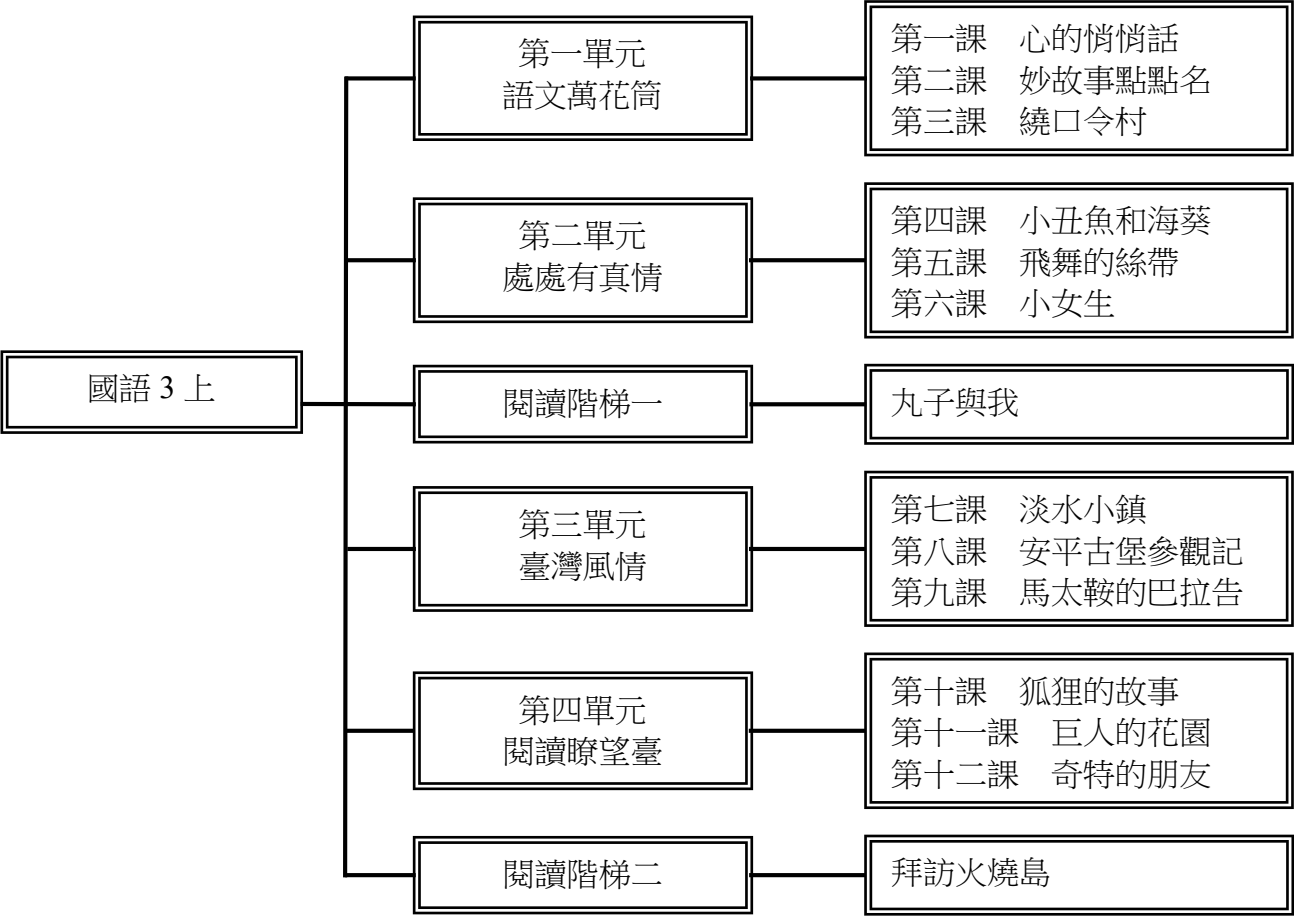 國語 3 上
第一單元
語文萬花筒
第一課　心的悄悄話
第二課　妙故事點點名
第三課　繞口令村
第二單元
處處有真情
第四課　小丑魚和海葵
第五課　飛舞的絲帶
第六課　小女生
閱讀階梯一
丸子與我
第三單元
臺灣風情
第七課　淡水小鎮
第八課　安平古堡參觀記
第九課　馬太鞍的巴拉告
第四單元
閱讀瞭望臺
第十課　狐狸的故事
第十一課　巨人的花園
第十二課　奇特的朋友
閱讀階梯二
拜訪火燒島